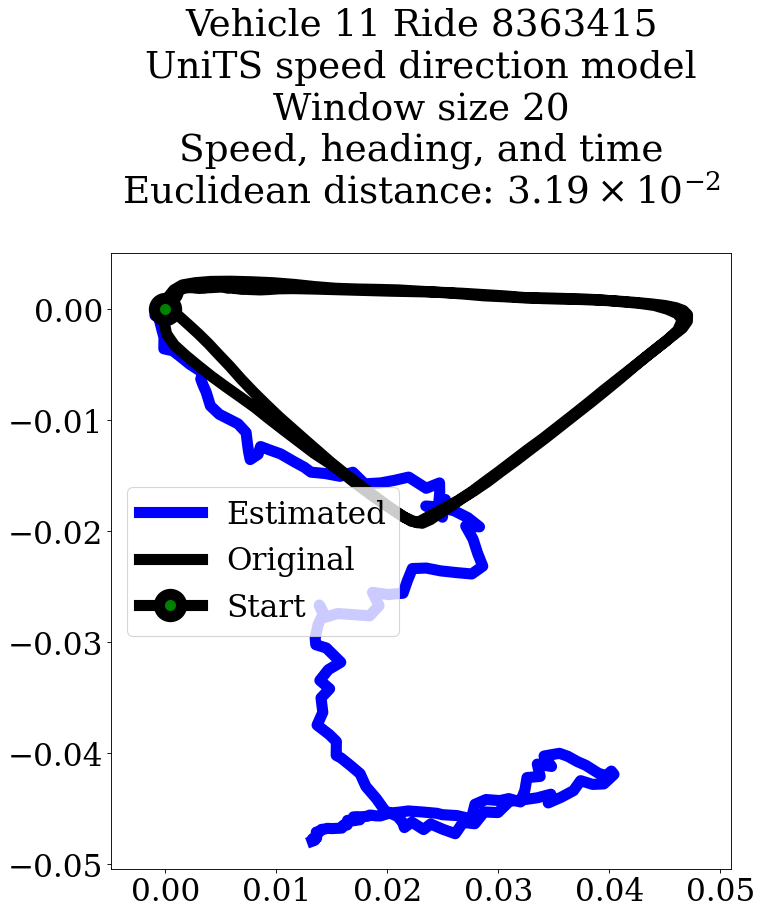 Vehicle 11 Ride 8363415
UniTS speed direction model
Window size 20
Speed, heading, and time
Euclidean distance: 3.19 × 10⁻²
0.00
−0.01
−0.02
−0.03
−0.04
−0.05
Estimated
Original
Start
0.00 0.01 0.02 0.03 0.04 0.05